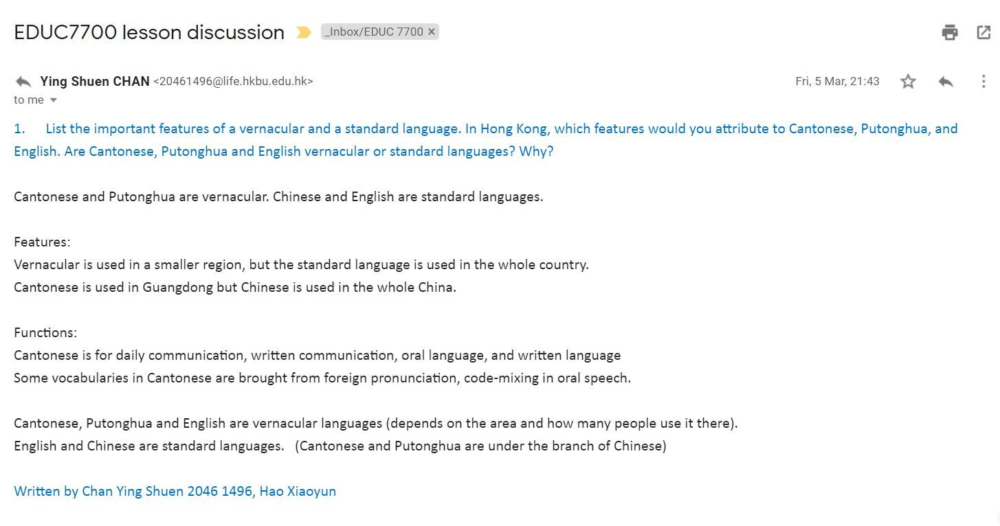 EDUC7700 lesson discussion _Inbox/EDUC 7700 ×
Ying Shuen CHAN <20461496@life.hkbu.edu.hk> Fri, 5 Mar, 21:43
to me
1. List the important features of a vernacular and a standard language. In Hong Kong, which features would you attribute to Cantonese, Putonghua, and
English. Are Cantonese, Putonghua and English vernacular or standard languages? Why?
Cantonese and Putonghua are vernacular. Chinese and English are standard languages.
Features:
Vernacular is used in a smaller region, but the standard language is used in the whole country.
Cantonese is used in Guangdong but Chinese is used in the whole China.
Functions:
Cantonese is for daily communication, written communication, oral language, and written language
Some vocabularies in Cantonese are brought from foreign pronunciation, code-mixing in oral speech.
Cantonese, Putonghua and English are vernacular languages (depends on the area and how many people use it there).
English and Chinese are standard languages. (Cantonese and Putonghua are under the branch of Chinese)
Written by Chan Ying Shuen 2046 1496, Hao Xiaoyun